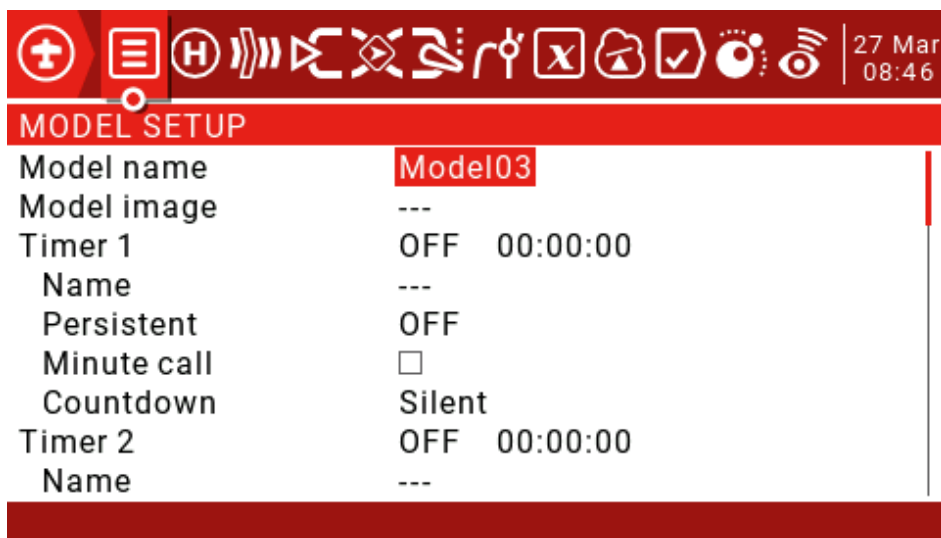 27 Mar
08:46
MODEL SETUP
Model name Model03
Model image ---
Timer 1 OFF 00:00:00
Name ---
Persistent OFF
Minute call
Countdown Silent
Timer 2 OFF 00:00:00
Name ---